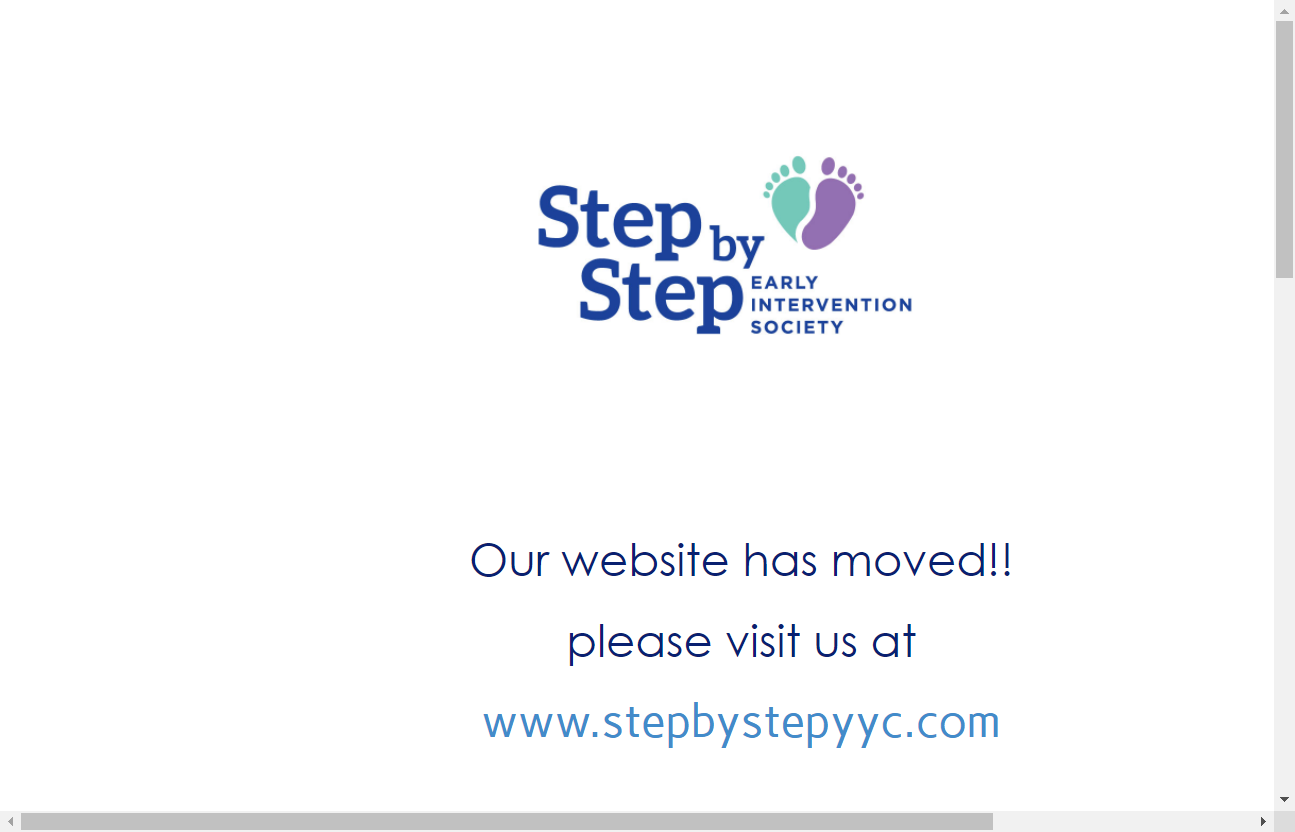 Step by
Step EARLY
INTERVENTION
SOCIETY
Our website has moved!!
please visit us at
www.stepbystepyyc.com